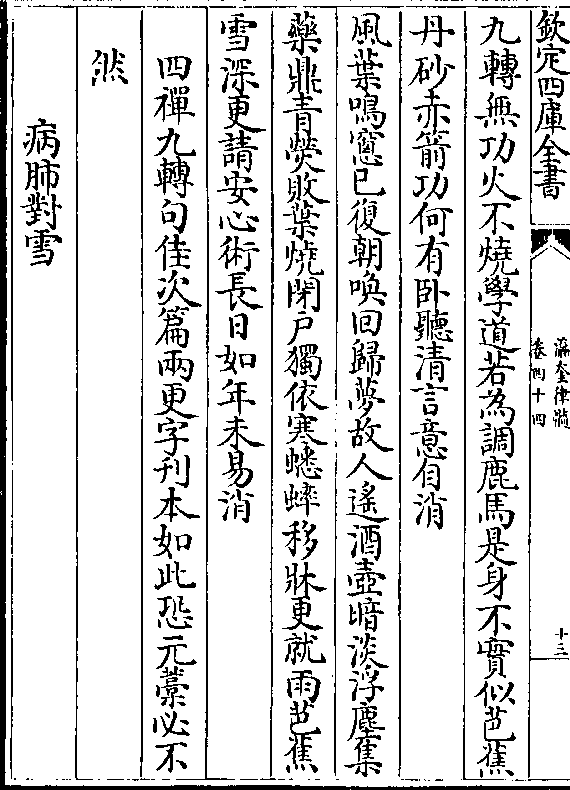 欽定四庫全書
瀛奎律髓
卷四十四
十三
九轉無功火不燒學道若為調鹿馬是身不實似芭蕉
丹砂赤箭功何有卧聽清言意自消
風葉鳴窻已復朝喚回歸夢故人遙酒壺暗淡浮塵集
藥鼎青熒敗葉燒閉户獨依寒蟋蟀移牀更就雨芭蕉
雪深更請安心術長日如年未易消
四禪九轉句佳次篇兩更字刊本如此恐元藁必不
然
病肺對雪